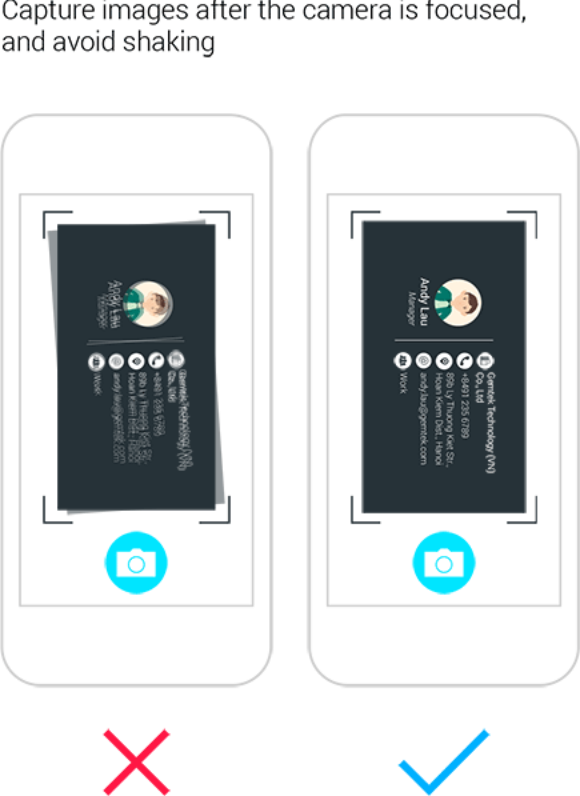 Capture images after the camera is focused,
and avoid shaking
Andy Lau
Manager
Gemtek Technology (VN)
Co., Ltd
+8491 235 6789
89b Ly Thuong Kiet Str.,
Hoan Kiem Dist., Hanoi
andy.lau@gemtek.com
Work
Andy Lau
Manager
Gemtek Technology (VN)
Co., Ltd
+8491 235 6789
89b Ly Thuong Kiet Str.,
Hoan Kiem Dist., Hanoi
andy.lau@gemtek.com
Work